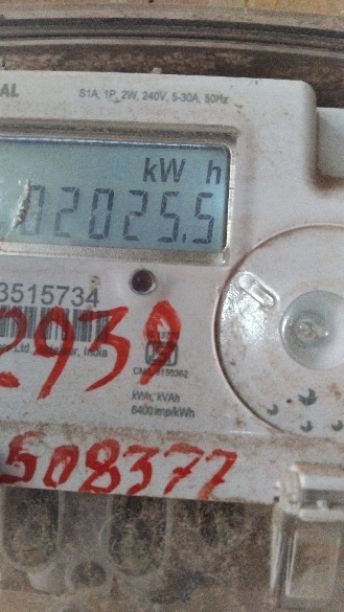 AL S1A, 1P, 2W, 240V, 5-30A, 50Hz
kW h
02025.5
3515734
2939
Ltd., India
kWh, kVAh
6400 imp/kWh
508377